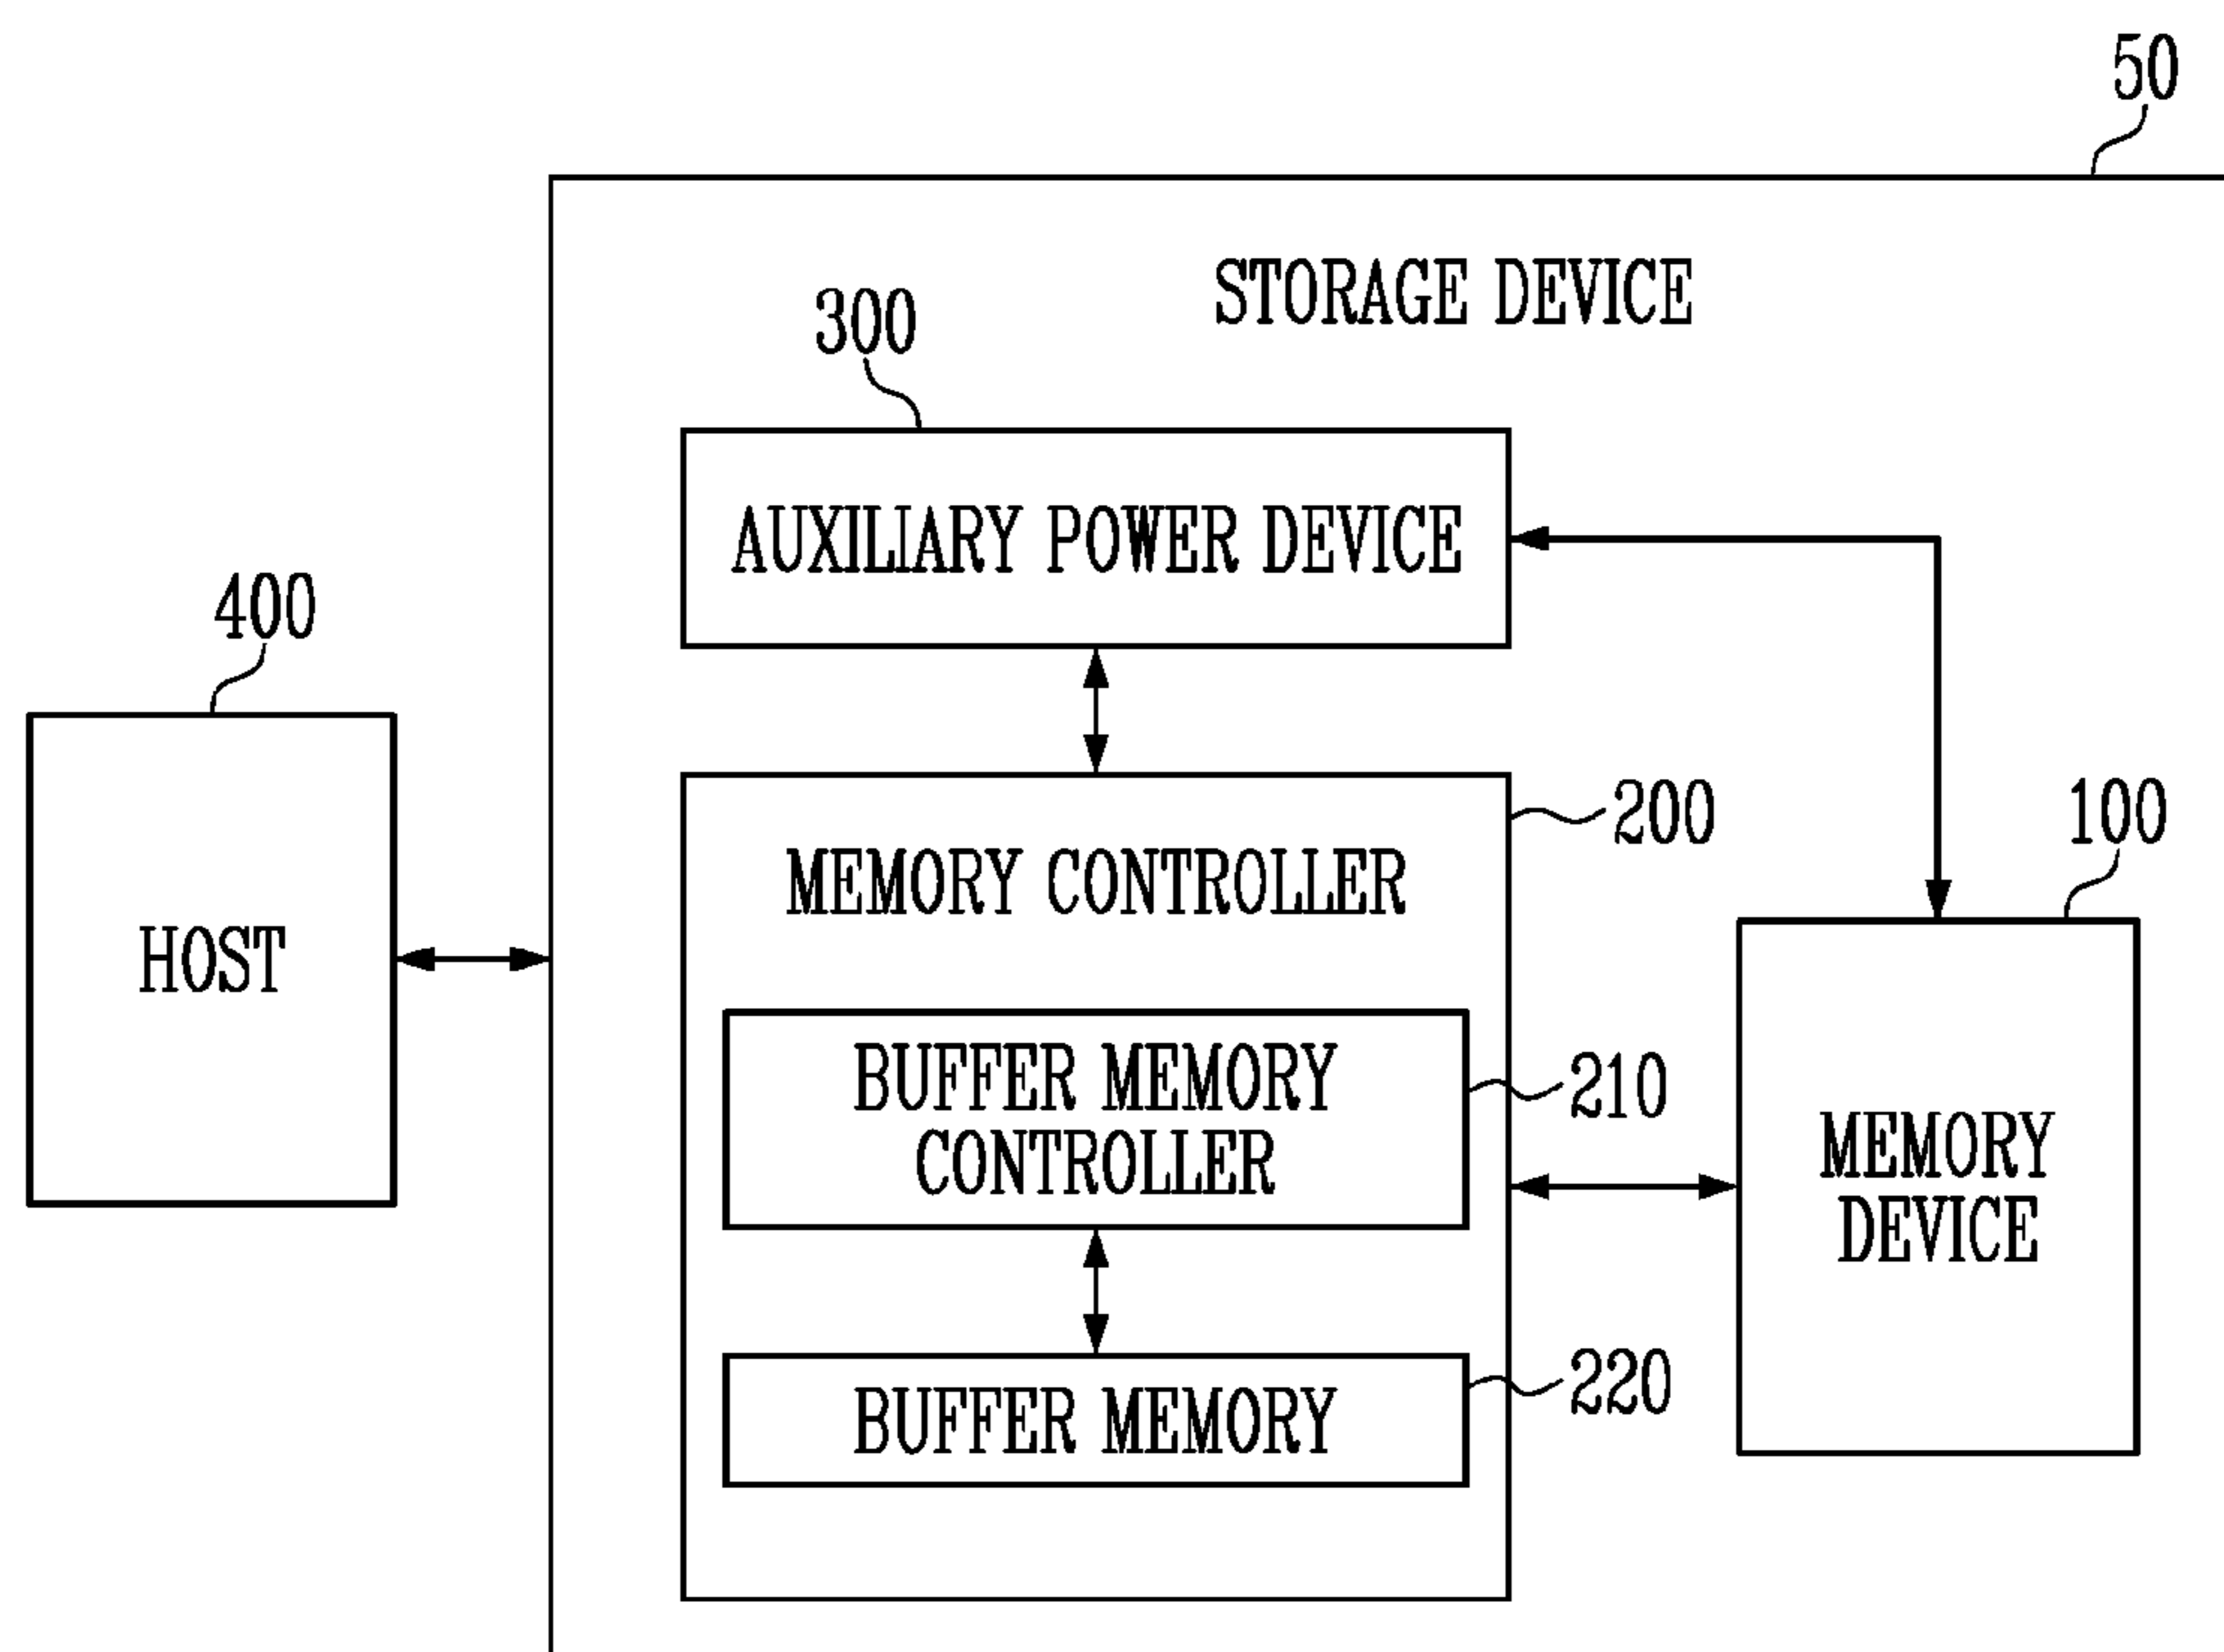 50
STORAGE DEVICE
300
AUXILIARY POWER DEVICE
400
HOST
200
MEMORY CONTROLLER
100
BUFFER MEMORY
CONTROLLER
210
MEMORY
DEVICE
BUFFER MEMORY
220